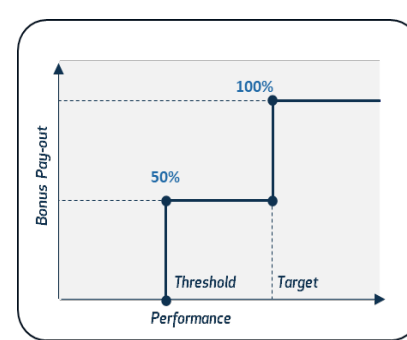 100%
50%
Bonus Pay-out
Threshold
Target
Performance